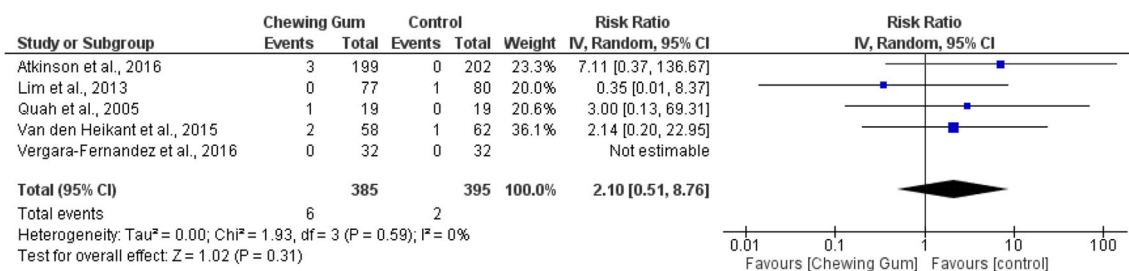 Chewing Gum Control Risk Ratio Risk Ratio
Study or Subgroup Events Total Events Total Weight IV, Random, 95% CI IV, Random, 95% CI
Atkinson et al., 2016 3 199 0 202 23.3% 7.11 [0.37, 136.67]
Lim et al., 2013 0 77 1 80 20.0% 0.35 [0.01, 8.37]
Quah et al., 2005 1 19 0 19 20.6% 3.00 [0.13, 69.31]
Van den Heikant et al., 2015 2 58 1 62 36.1% 2.14 [0.20, 22.95]
Vergara-Fernandez et al., 2016 0 32 0 32 Not estimable
Total (95% CI) 385 395 100.0% 2.10 [0.51, 8.76]
Total events 6 2
Heterogeneity: Tau² = 0.00; Chi² = 1.93, df = 3 (P = 0.59); I² = 0%
Test for overall effect: Z = 1.02 (P = 0.31)
0.01 0.1 1 10 100
Favours [Chewing Gum] Favours [control]